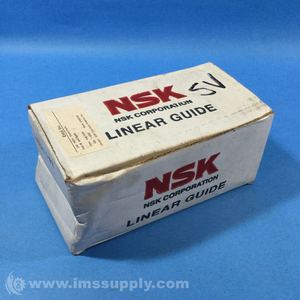 NSK
NSK CORPORATION
LINEAR GUIDE
SV
NSK
NSK CORPORATION
LINEAR GUIDE
© www.imssupply.com